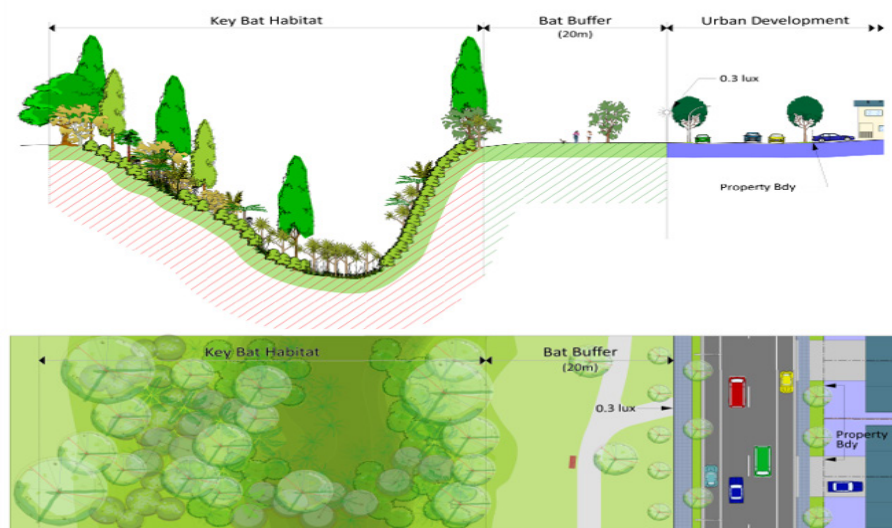 Key Bat Habitat
Bat Buffer
(20m)
Urban Development
0.3 lux
Property Bdy
Key Bat Habitat
Bat Buffer
(20m)
0.3 lux
Property
Bdy